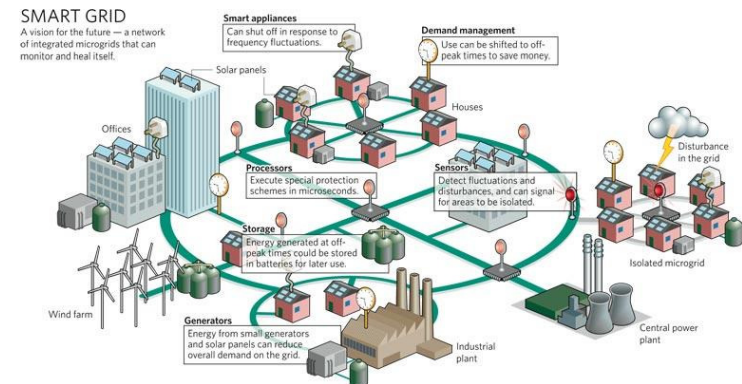 SMART GRID
A vision for the future — a network
of integrated microgrids that can
monitor and heal itself.
Smart appliances
Can shut off in response to
frequency fluctuations.
Demand management
Use can be shifted to off-
peak times to save money.
Solar panels
Houses
Offices
Disturbance
in the grid
Processors
Execute special protection
schemes in microseconds.
Sensors
Detect fluctuations and
disturbances, and can signal
for areas to be isolated.
Storage
Energy generated at off-
peak times could be stored
in batteries for later use.
Isolated microgrid
Wind farm
Generators
Energy from small generators
and solar panels can reduce
overall demand on the grid.
Industrial
plant
Central power
plant